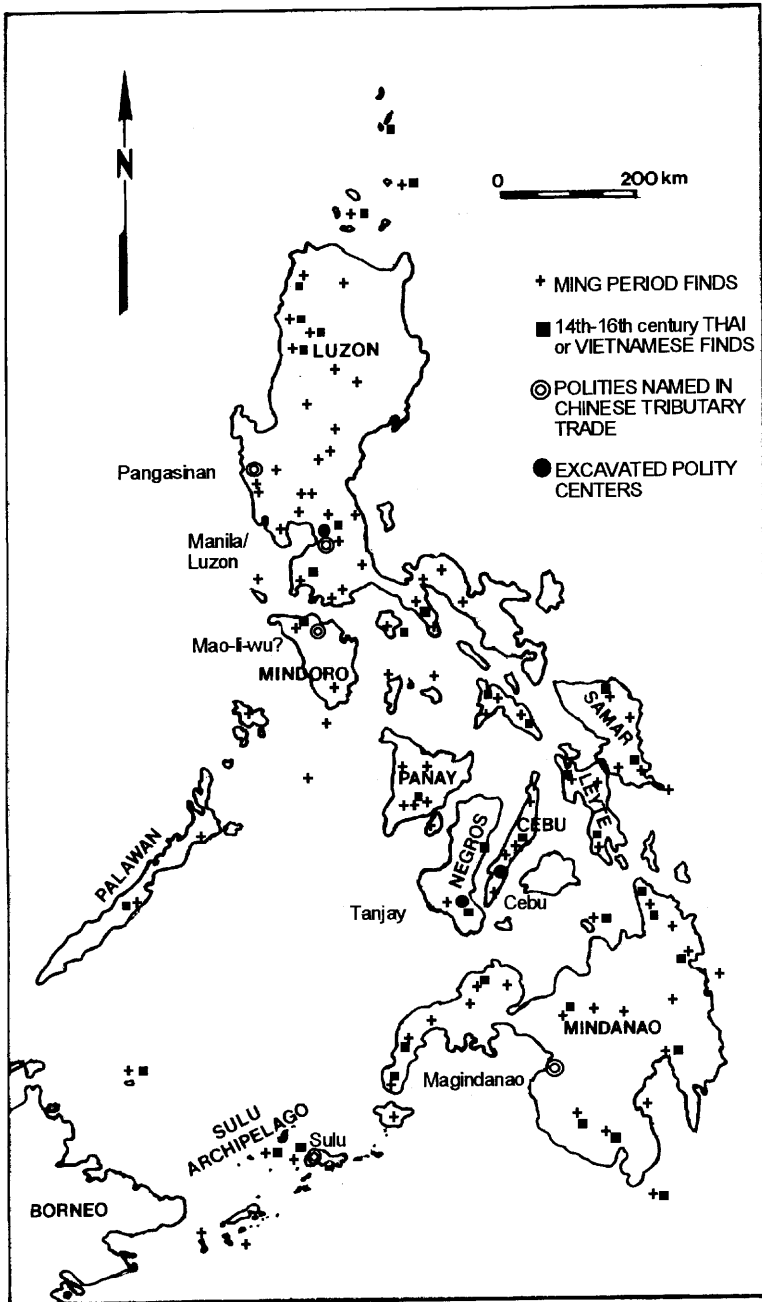 N
0 200 km
+ MING PERIOD FINDS
■ 14th-16th century THAI
or VIETNAMESE FINDS
◎ POLITIES NAMED IN
CHINESE TRIBUTARY
TRADE
● EXCAVATED POLITY
CENTERS
LUZON
Pangasinan
Manila/
Luzon
Mao-li-wu?
MINDORO
SAMAR
PANAY
LEYTE
CEBU
NEGROS
PALAWAN
Cebu
Tanjay
MINDANAO
Magindanao
SULU
ARCHIPELAGO
Sulu
BORNEO